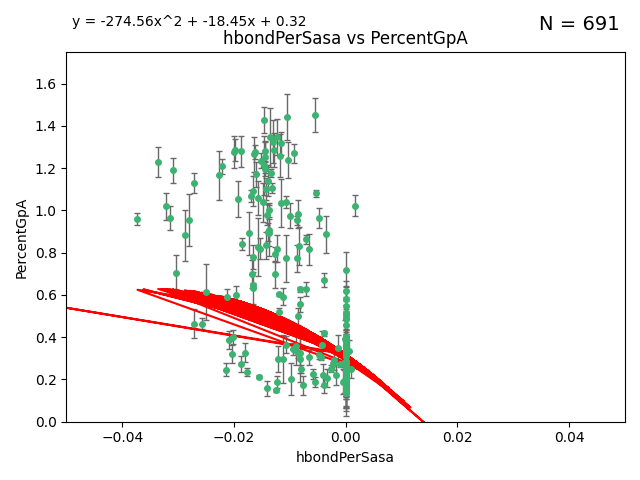 y = -274.56x^2 + -18.45x + 0.32
N = 691
hbondPerSasa vs PercentGpA
PercentGpA
1.6
1.4
1.2
1.0
0.8
0.6
0.4
0.2
0.0
−0.04 −0.02 0.00 0.02 0.04
hbondPerSasa